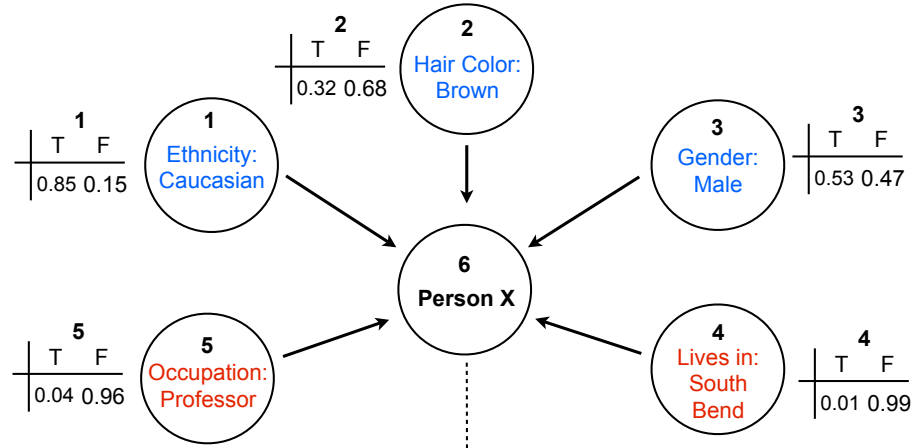 2
T F
0.32 0.68
2
Hair Color:
Brown
1
T F
0.85 0.15
1
Ethnicity:
Caucasian
3
Gender:
Male
3
T F
0.53 0.47
6
Person X
5
T F
0.04 0.96
5
Occupation:
Professor
4
Lives in:
South
Bend
4
T F
0.01 0.99